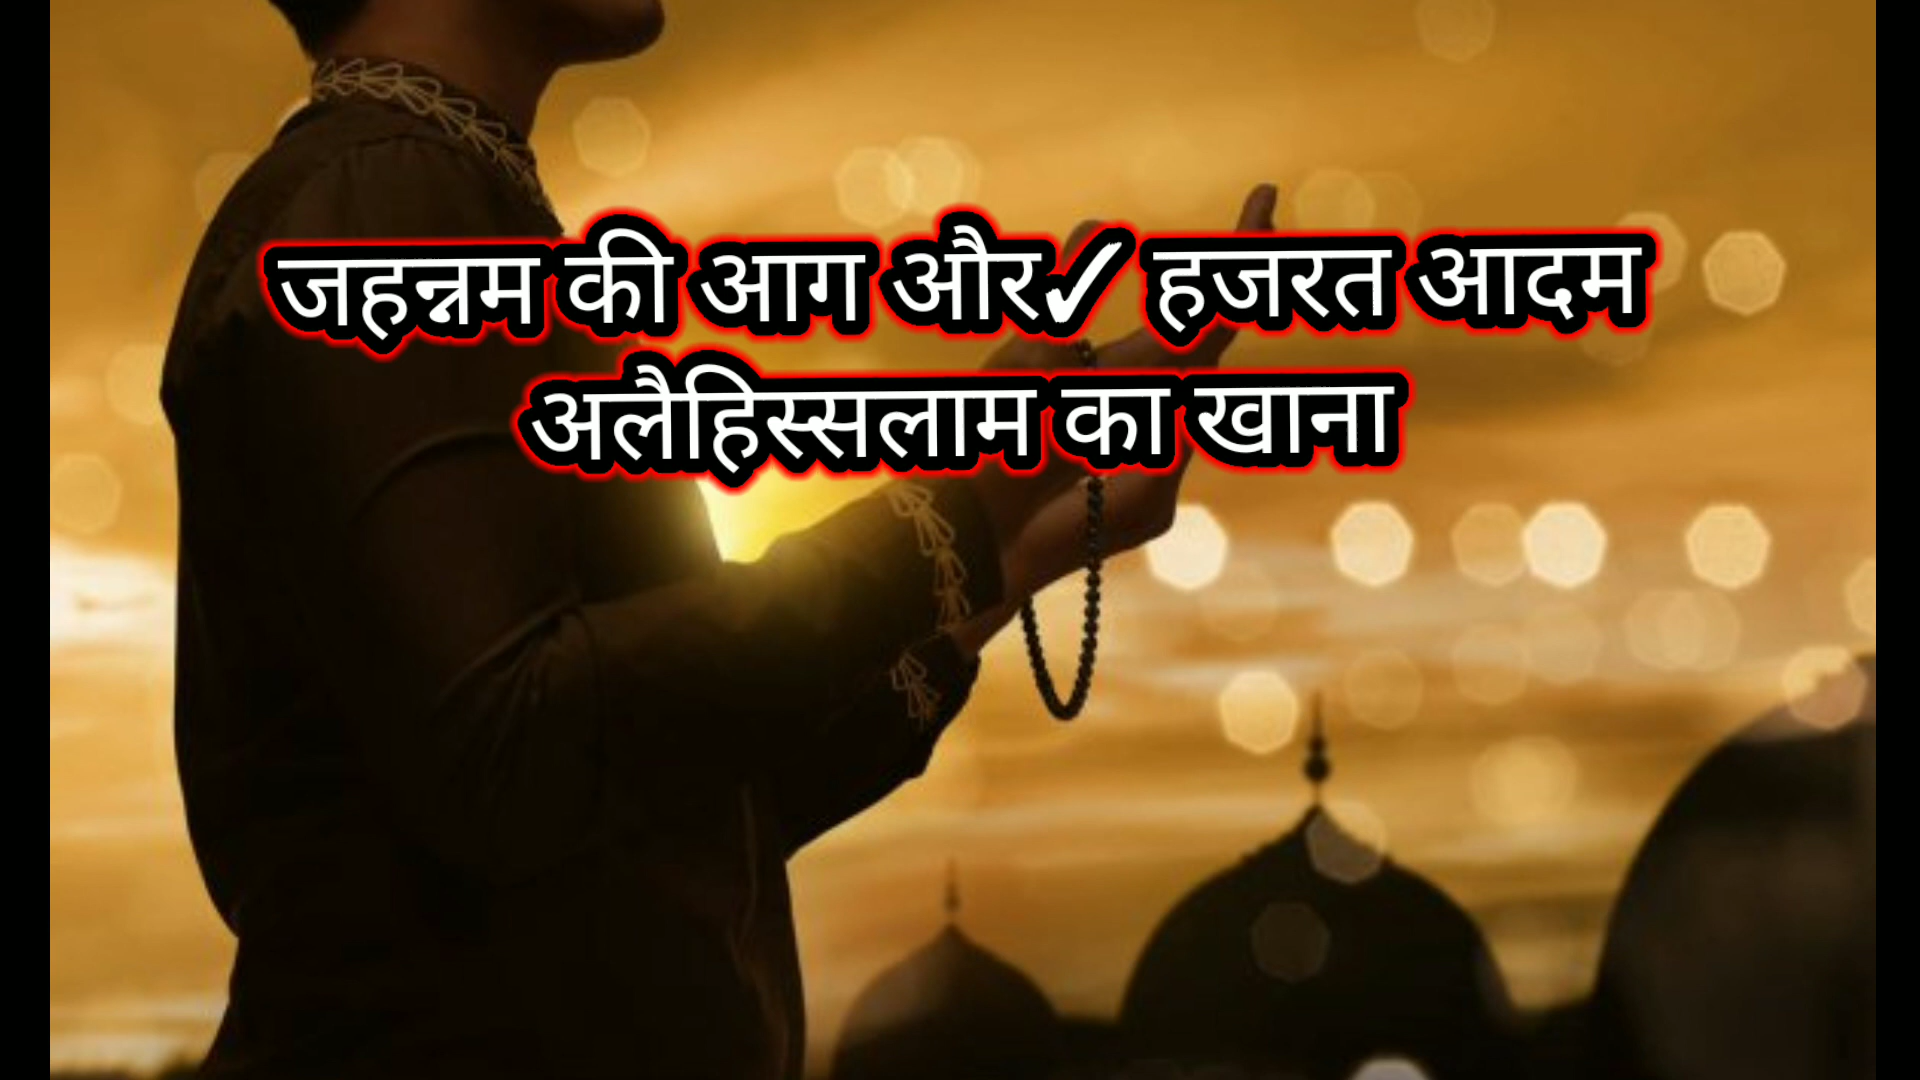 जहन्नम की आग और✓ हजरत आदम
अलैहिस्सलाम का खाना